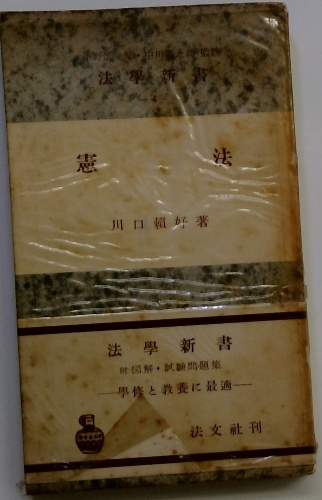 法學新書
憲法
川口頼好著
法學新書
附図解・試験問題集
―學修と教養に最適―
法文社刊